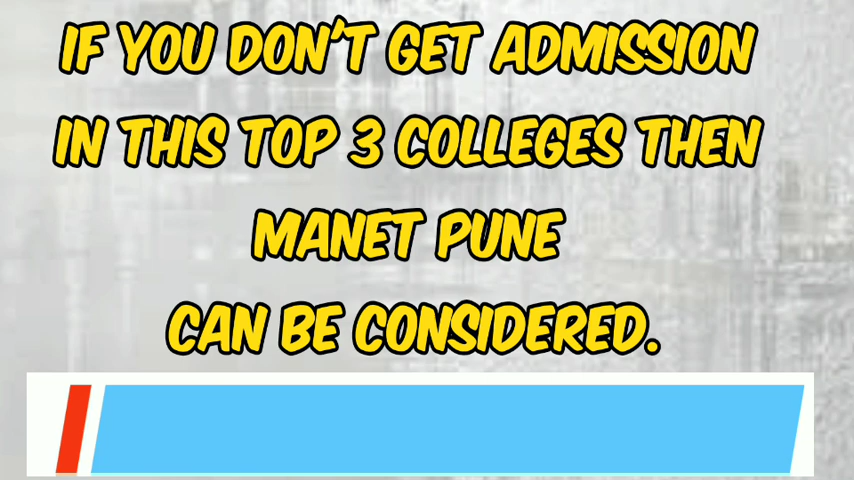 IF YOU DON'T GET ADMISSION
IN THIS TOP 3 COLLEGES THEN
MANET PUNE
CAN BE CONSIDERED.